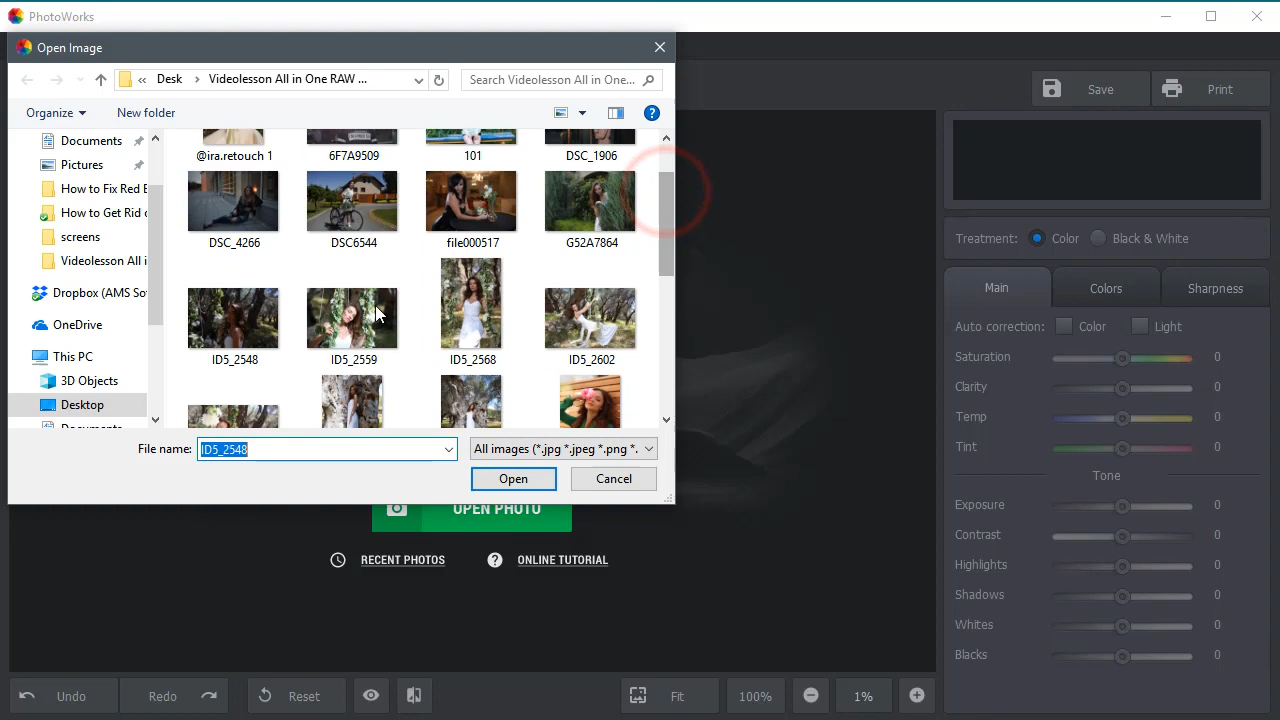 PhotoWorks
Open Image
« Desk › Videolesson All in One RAW ...
Search Videolesson All in One...
Organize
New folder
Save
Print
Documents
Pictures
How to Fix Red E
How to Get Rid o
screens
Videolesson All i
Dropbox (AMS Sof
OneDrive
This PC
3D Objects
Desktop
Documents
@ira.retouch 1
6F7A9509
101
DSC_1906
DSC_4266
DSC6544
file000517
G52A7864
ID5_2548
ID5_2559
ID5_2568
ID5_2602
File name: ID5_2548
All images (*.jpg *.jpeg *.png *.
Open
Cancel
OPEN PHOTO
RECENT PHOTOS
? ONLINE TUTORIAL
Treatment: Color Black & White
Main Colors Sharpness
Auto correction: Color Light
Saturation 0
Clarity 0
Temp 0
Tint 0
Tone
Exposure 0
Contrast 0
Highlights 0
Shadows 0
Whites 0
Blacks 0
Undo
Redo
Reset
Fit
100%
1%